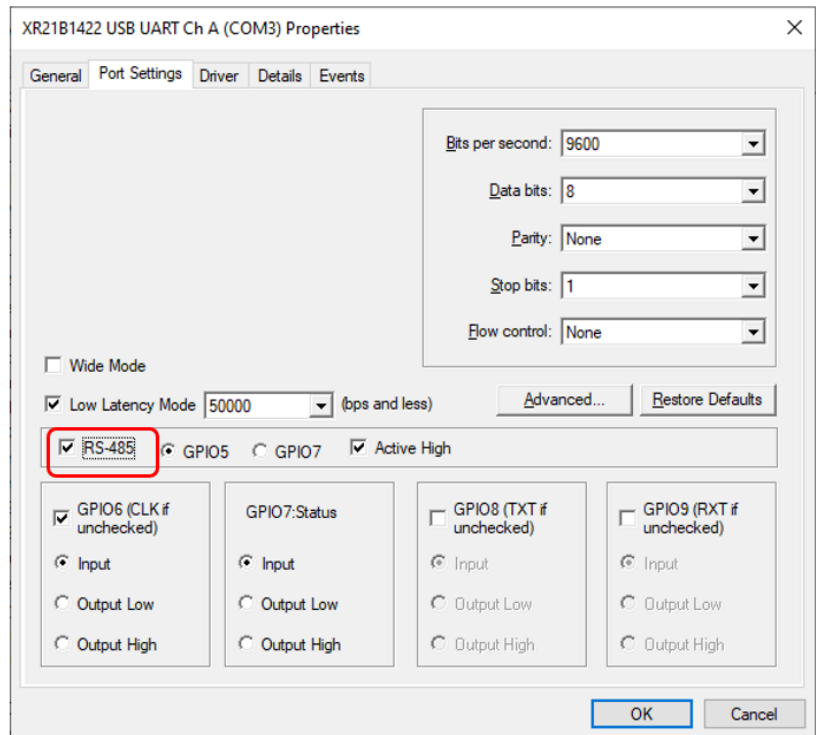 XR21B1422 USB UART Ch A (COM3) Properties
General Port Settings Driver Details Events
Bits per second: 9600
Data bits: 8
Parity: None
Stop bits: 1
Flow control: None
Wide Mode
Low Latency Mode 50000 (bps and less) Advanced... Restore Defaults
RS-485 GPIO5 GPIO7 Active High
GPIO6 (CLK if
unchecked)
Input
Output Low
Output High
GPIO7:Status
Input
Output Low
Output High
GPIO8 (TXT if
unchecked)
Input
Output Low
Output High
GPIO9 (RXT if
unchecked)
Input
Output Low
Output High
OK Cancel